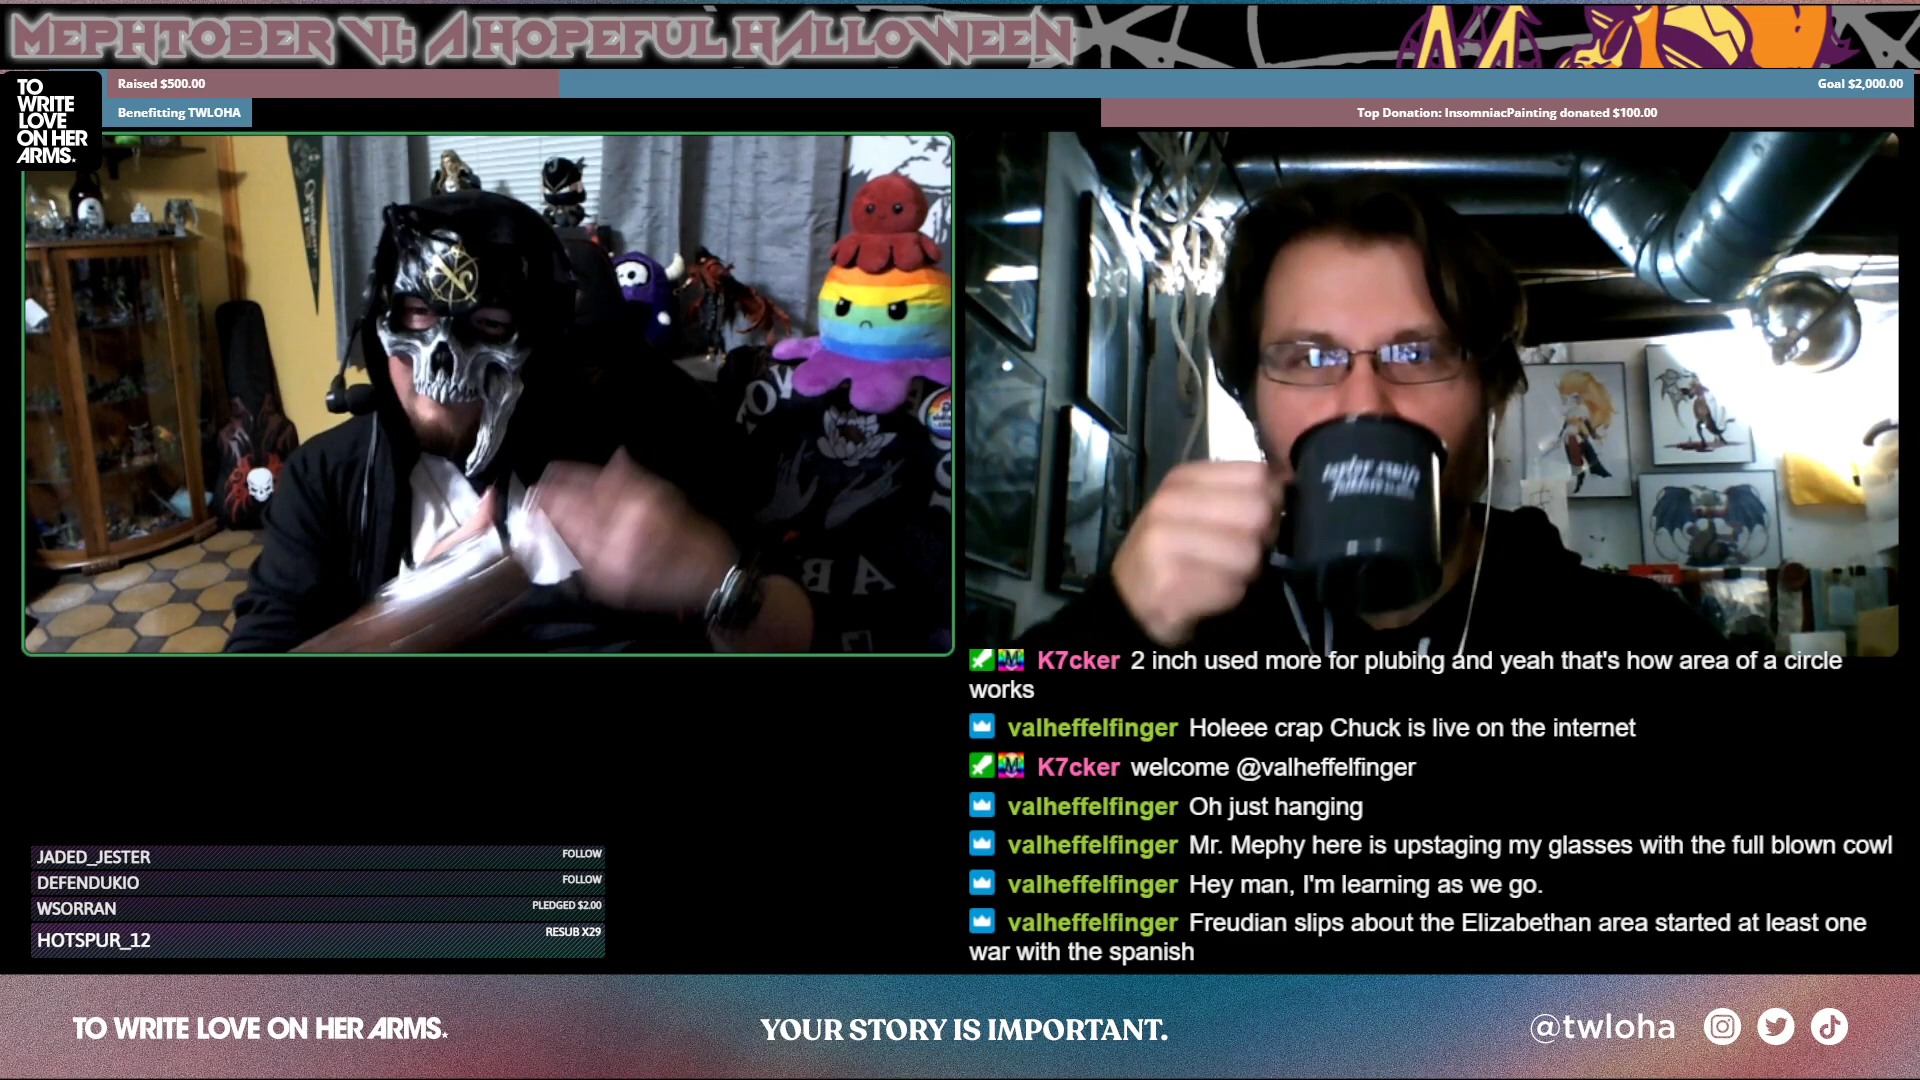 MEPHTOBER VI: A HOPEFUL HALLOWEEN
TO
WRITE
LOVE
ON HER
ARMS.
Raised $500.00
Goal $2,000.00
Benefitting TWLOHA
Top Donation: InsomniacPainting donated $100.00
K7cker 2 inch used more for plubing and yeah that's how area of a circle
works
valheffelfinger Holeee crap Chuck is live on the internet
K7cker welcome @valheffelfinger
valheffelfinger Oh just hanging
valheffelfinger Mr. Mephy here is upstaging my glasses with the full blown cowl
valheffelfinger Hey man, I'm learning as we go.
valheffelfinger Freudian slips about the Elizabethan area started at least one
war with the spanish
JADED_JESTER FOLLOW
DEFENDUKIO FOLLOW
WSORRAN PLEDGED $2.00
HOTSPUR_12 RESUB X29
TO WRITE LOVE ON HER ARMS.
YOUR STORY IS IMPORTANT.
@twloha